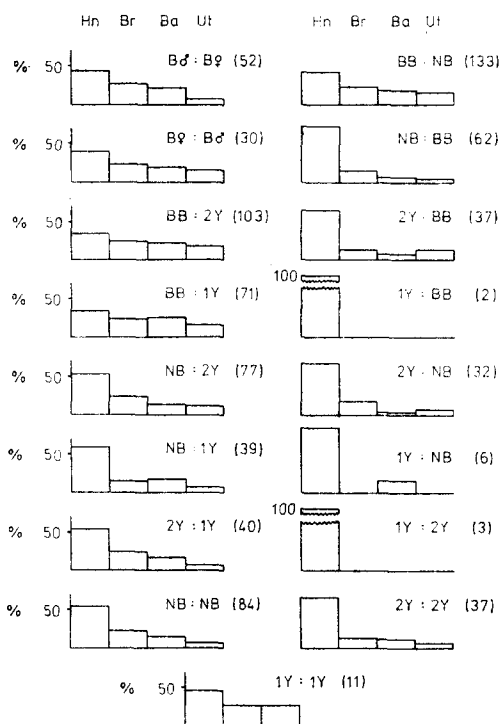 Hn Br Ba Ut Hn Br Ba Ut
% 50 B♂ : B♀ (52) BB : NB (133)
% 50 B♀ : B♂ (30) NB : BB (62)
% 50 BB : 2Y (103) 2Y : BB (37)
% 50 BB : 1Y (71) 100 1Y : BB (2)
% 50 NB : 2Y (77) 2Y : NB (32)
% 50 NB : 1Y (39) 1Y : NB (6)
% 50 2Y : 1Y (40) 100 1Y : 2Y (3)
% 50 NB : NB (84) 2Y : 2Y (37)
% 50 1Y : 1Y (11)